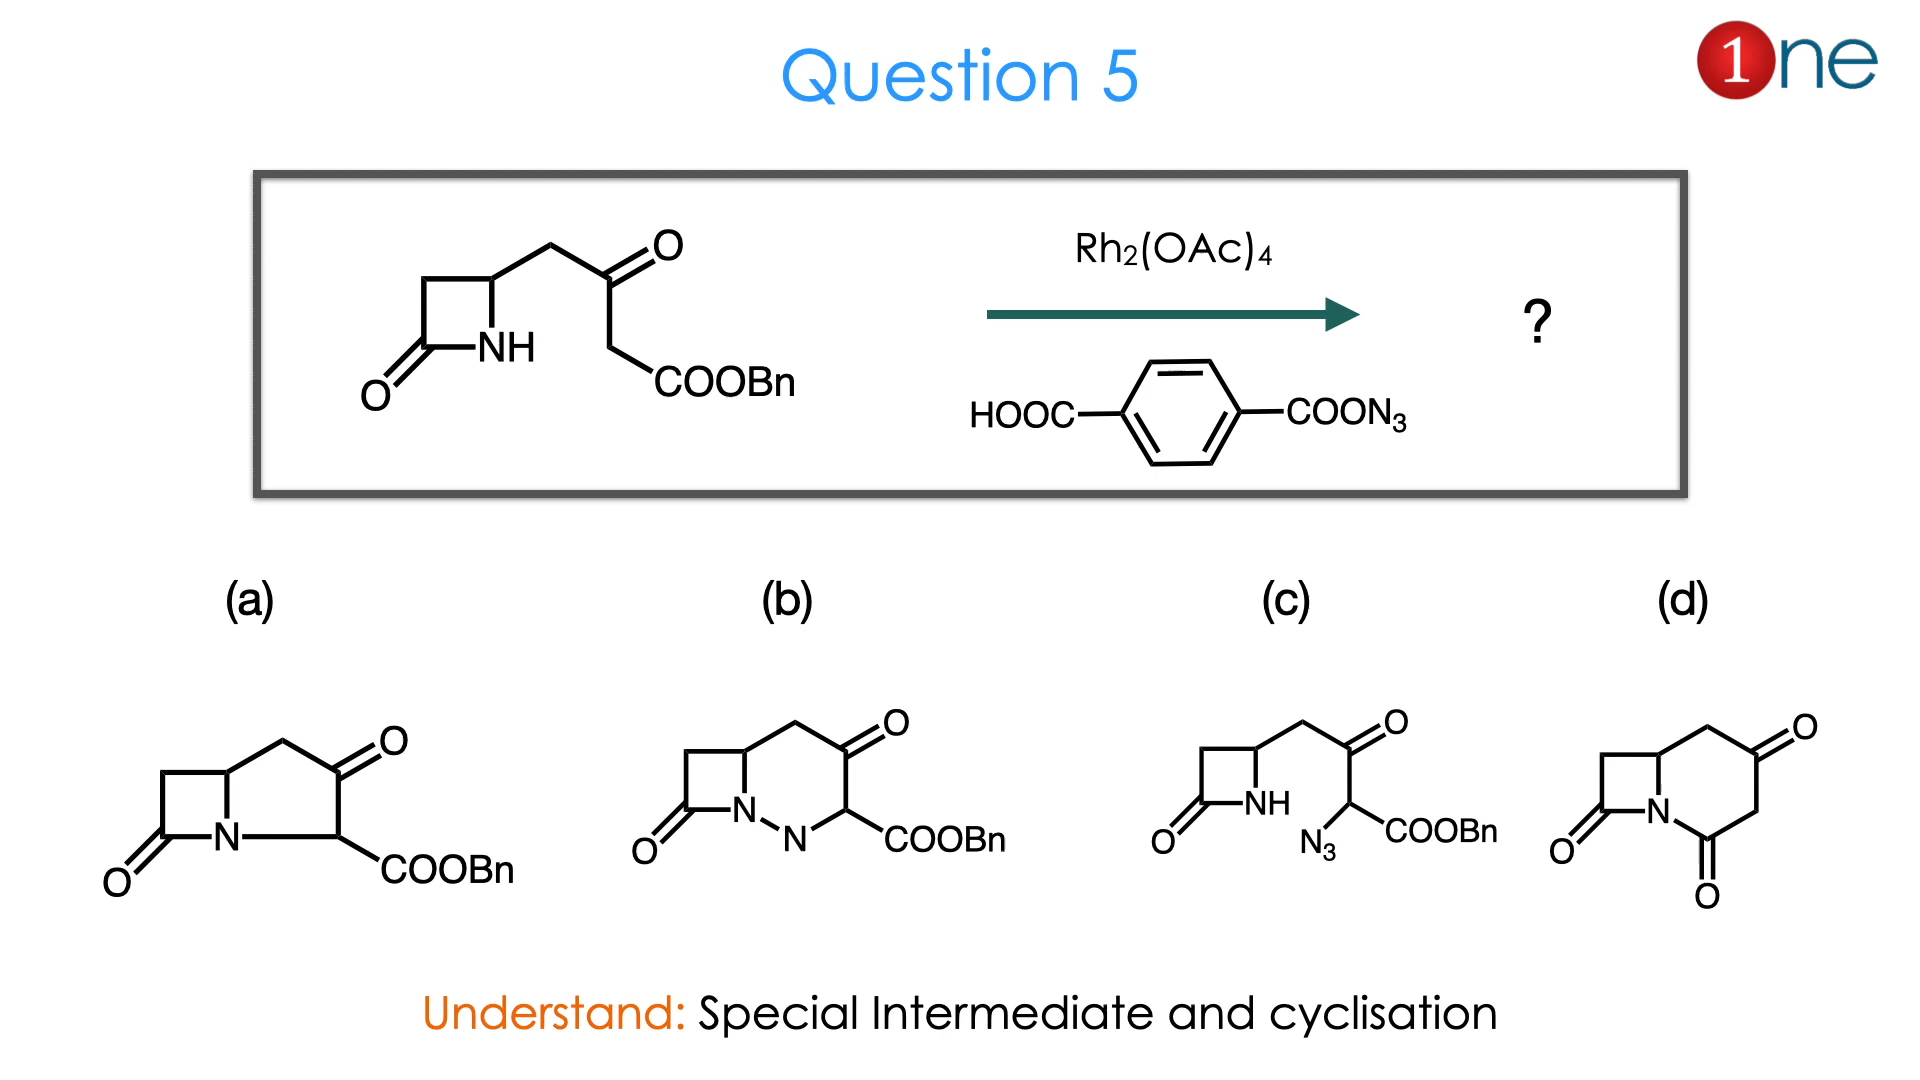 Question 5
1ne
O
NH
O
COOBn
Rh₂(OAc)₄
HOOC
COON₃
?
(a)
(b)
(c)
(d)
O
N
O
COOBn
O
N
N
O
COOBn
O
NH
O
N₃
COOBn
O
N
O
O
Understand: Special Intermediate and cyclisation